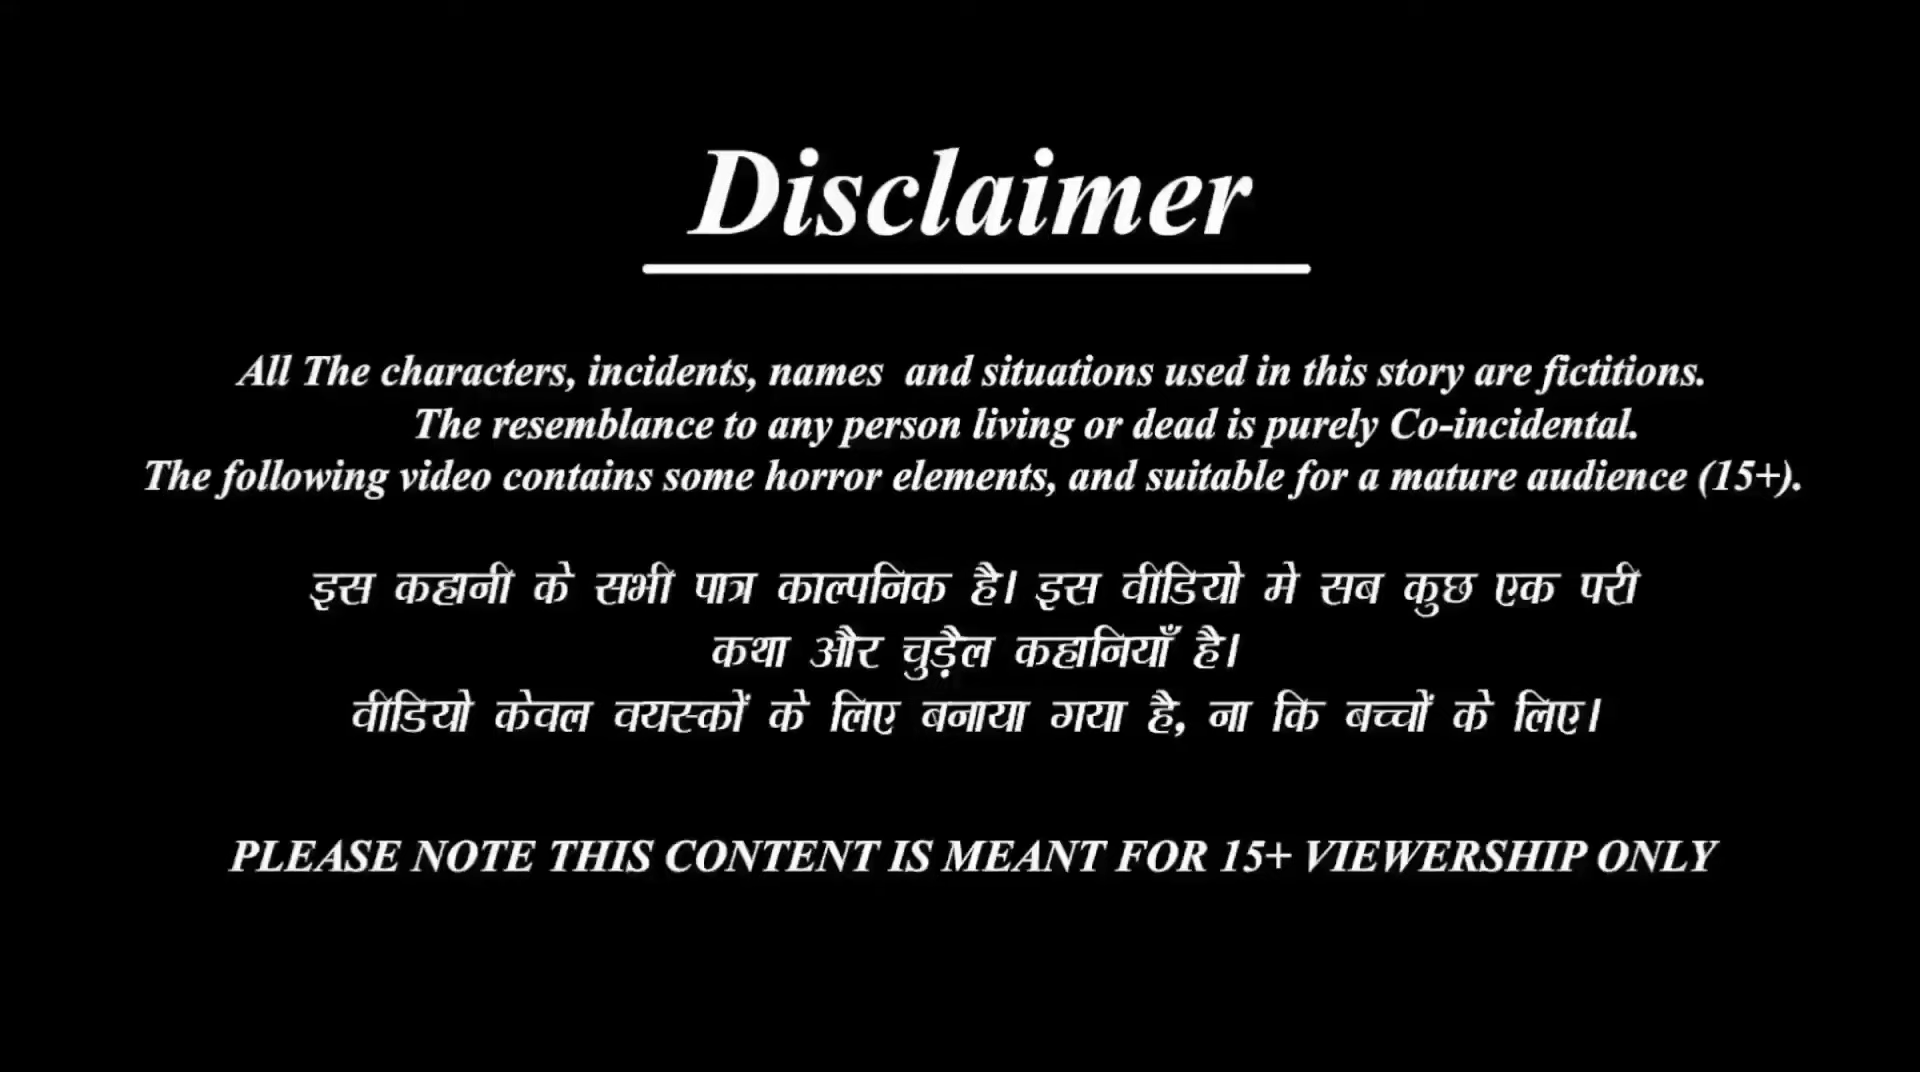 Disclaimer
All The characters, incidents, names and situations used in this story are fictitions.
The resemblance to any person living or dead is purely Co-incidental.
The following video contains some horror elements, and suitable for a mature audience (15+).
इस कहानी के सभी पात्र काल्पनिक है। इस वीडियो मे सब कुछ एक परी
कथा और चुड़ैल कहानियाँ है।
वीडियो केवल वयस्कों के लिए बनाया गया है, ना कि बच्चों के लिए।
PLEASE NOTE THIS CONTENT IS MEANT FOR 15+ VIEWERSHIP ONLY